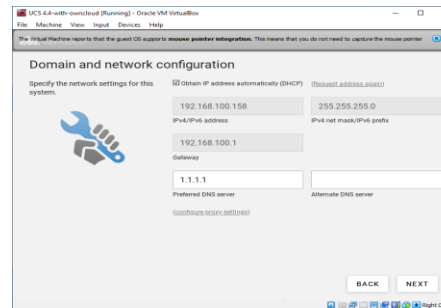 UCS 4.4-with-owncloud [Running] - Oracle VM VirtualBox
File Machine View Input Devices Help
The Virtual Machine reports that the guest OS supports mouse pointer integration. This means that you do not need to capture the mouse pointer
Domain and network configuration
Specify the network settings for this system.
Obtain IP address automatically (DHCP) (Request address again)
192.168.100.158 255.255.255.0
IPv4/IPv6 address IPv4 net mask/IPv6 prefix
192.168.100.1
Gateway
1.1.1.1
Preferred DNS server Alternate DNS server
(configure proxy settings)
BACK NEXT
Right C